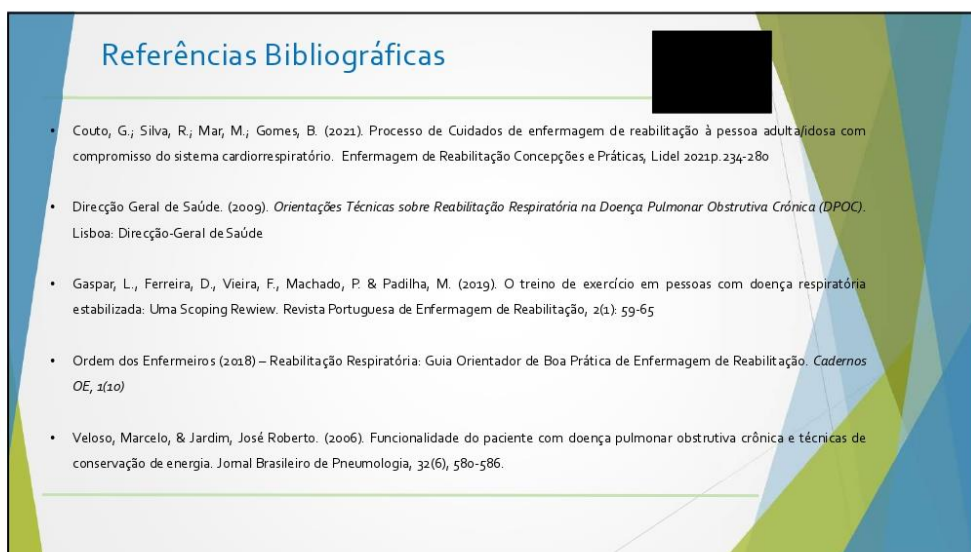 Referências Bibliográficas
• Couto, G.; Silva, R.; Mar, M.; Gomes, B. (2021). Processo de Cuidados de enfermagem de reabilitação à pessoa adulta/idosa com
compromisso do sistema cardiorrespiratório. Enfermagem de Reabilitação Concepções e Práticas, Lidel 2021p.234-280
• Direcção Geral de Saúde. (2009). Orientações Técnicas sobre Reabilitação Respiratória na Doença Pulmonar Obstrutiva Crónica (DPOC).
Lisboa: Direcção-Geral de Saúde
• Gaspar, L., Ferreira, D., Vieira, F., Machado, P. & Padilha, M. (2019). O treino de exercício em pessoas com doença respiratória
estabilizada: Uma Scoping Rewiew. Revista Portuguesa de Enfermagem de Reabilitação, 2(1): 59-65
• Ordem dos Enfermeiros (2018) – Reabilitação Respiratória: Guia Orientador de Boa Prática de Enfermagem de Reabilitação. Cadernos
OE, 1(10)
• Veloso, Marcelo, & Jardim, José Roberto. (2006). Funcionalidade do paciente com doença pulmonar obstrutiva crônica e técnicas de
conservação de energia. Jornal Brasileiro de Pneumologia, 32(6), 580-586.